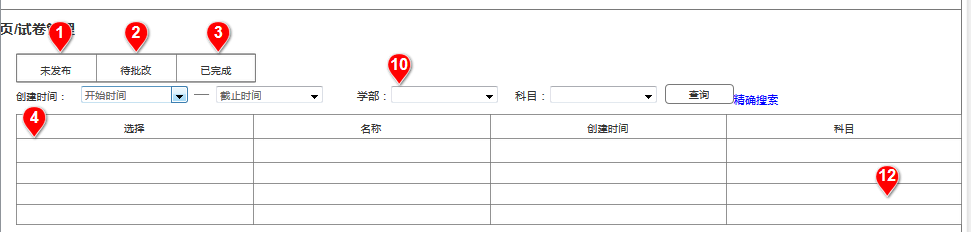 页/试卷管理
1 2 3
未发布 待批改 已完成
10
创建时间： 开始时间 — 截止时间 学部： 科目： 查询 精确搜索
4
选择 名称 创建时间 科目
12